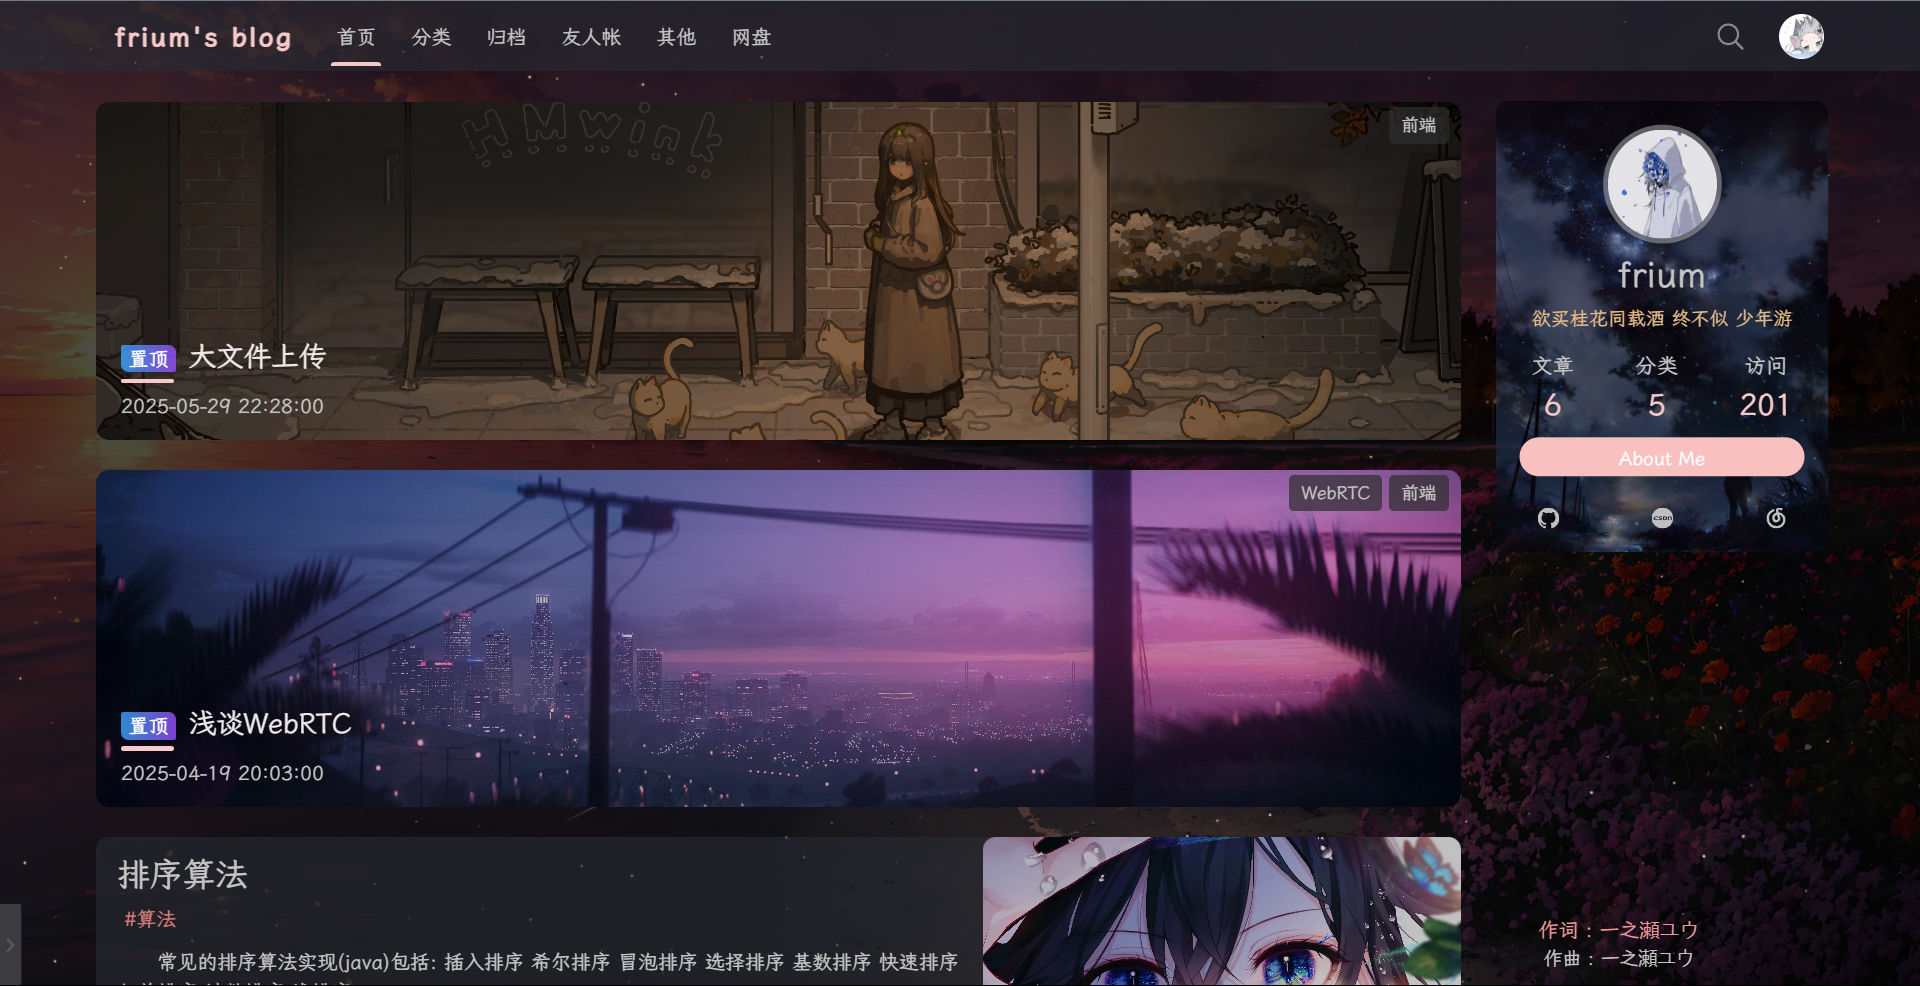 frium's blog 首页 分类 归档 友人帐 其他 网盘
HMwink
前端
置顶 大文件上传
2025-05-29 22:28:00
WebRTC 前端
置顶 浅谈WebRTC
2025-04-19 20:03:00
排序算法
#算法
常见的排序算法实现(java)包括: 插入排序 希尔排序 冒泡排序 选择排序 基数排序 快速排序
frium
欲买桂花同载酒 终不似 少年游
文章 分类 访问
6 5 201
About Me
CSDN
作词：一之瀬ユウ
作曲：一之瀬ユウ